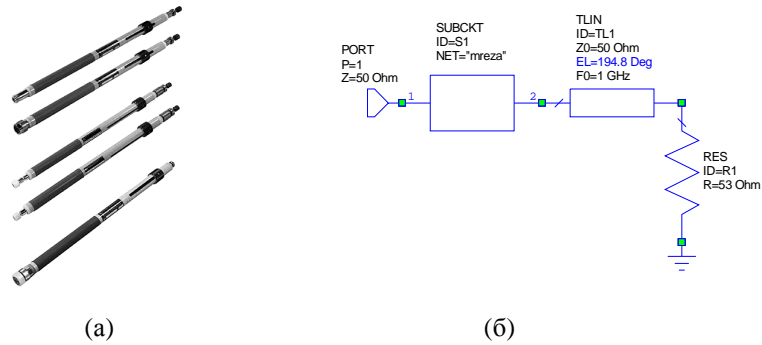 PORT
P=1
Z=50 Ohm
SUBCKT
ID=S1
NET="mreza"
1
2
TLIN
ID=TL1
Z0=50 Ohm
EL=194.8 Deg
F0=1 GHz
RES
ID=R1
R=53 Ohm
(а)
(б)